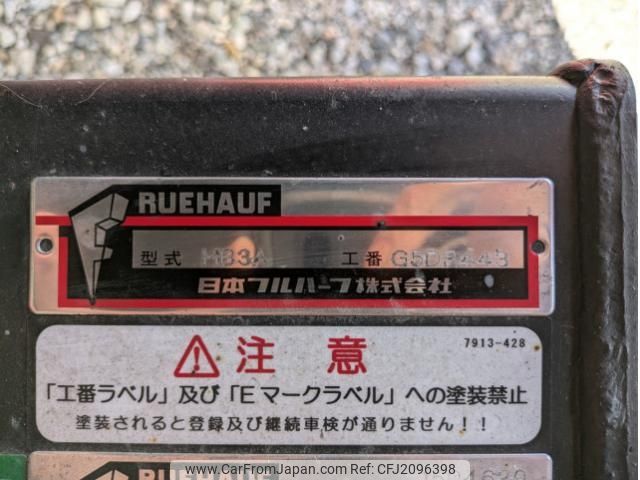 FRUEHAUF
型式 HB3A 工番
日本フルハーフ株式会社
注意
7913-428
「工番ラベル」及び「Eマークラベル」への塗装禁止
塗装されると登録及び継続車検が通りません！！
FRUEHAUF
www.CarFromJapan.com - CFJ2096398